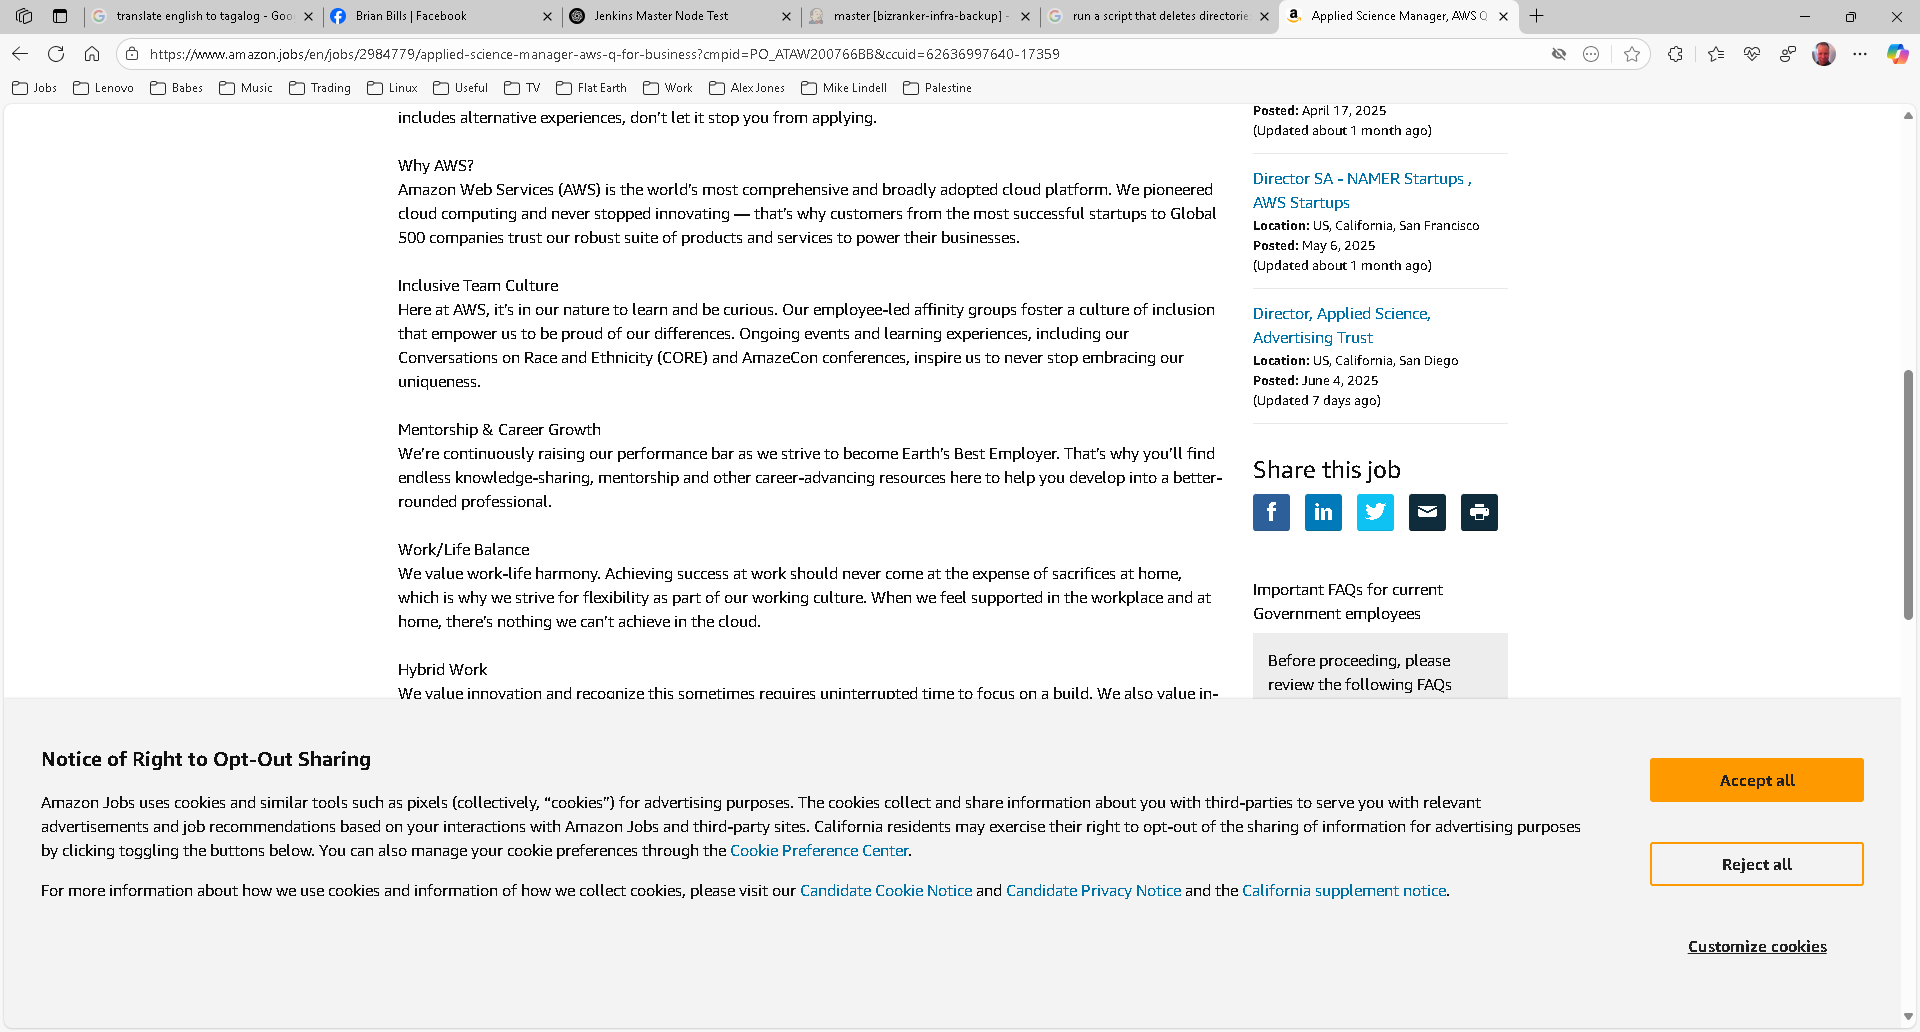 translate english to tagalog - Goo
Brian Bills | Facebook
Jenkins Master Node Test
master [bizranker-infra-backup] -
run a script that deletes directorie
Applied Science Manager, AWS Q
https://www.amazon.jobs/en/jobs/2984779/applied-science-manager-aws-q-for-business?cmpid=PO_ATAW200766BB&ccuid=62636997640-17359
Jobs
Lenovo
Babes
Music
Trading
Linux
Useful
TV
Flat Earth
Work
Alex Jones
Mike Lindell
Palestine
includes alternative experiences, don’t let it stop you from applying.
Why AWS?
Amazon Web Services (AWS) is the world’s most comprehensive and broadly adopted cloud platform. We pioneered
cloud computing and never stopped innovating — that’s why customers from the most successful startups to Global
500 companies trust our robust suite of products and services to power their businesses.
Inclusive Team Culture
Here at AWS, it’s in our nature to learn and be curious. Our employee-led affinity groups foster a culture of inclusion
that empower us to be proud of our differences. Ongoing events and learning experiences, including our
Conversations on Race and Ethnicity (CORE) and AmazeCon conferences, inspire us to never stop embracing our
uniqueness.
Mentorship & Career Growth
We’re continuously raising our performance bar as we strive to become Earth’s Best Employer. That’s why you’ll find
endless knowledge-sharing, mentorship and other career-advancing resources here to help you develop into a better-
rounded professional.
Work/Life Balance
We value work-life harmony. Achieving success at work should never come at the expense of sacrifices at home,
which is why we strive for flexibility as part of our working culture. When we feel supported in the workplace and at
home, there’s nothing we can’t achieve in the cloud.
Hybrid Work
We value innovation and recognize this sometimes requires uninterrupted time to focus on a build. We also value in-
Posted: April 17, 2025
(Updated about 1 month ago)
Director SA - NAMER Startups ,
AWS Startups
Location: US, California, San Francisco
Posted: May 6, 2025
(Updated about 1 month ago)
Director, Applied Science,
Advertising Trust
Location: US, California, San Diego
Posted: June 4, 2025
(Updated 7 days ago)
Share this job
Important FAQs for current
Government employees
Before proceeding, please
review the following FAQs
Notice of Right to Opt-Out Sharing
Amazon Jobs uses cookies and similar tools such as pixels (collectively, “cookies”) for advertising purposes. The cookies collect and share information about you with third-parties to serve you with relevant
advertisements and job recommendations based on your interactions with Amazon Jobs and third-party sites. California residents may exercise their right to opt-out of the sharing of information for advertising purposes
by clicking toggling the buttons below. You can also manage your cookie preferences through the Cookie Preference Center.
For more information about how we use cookies and information of how we collect cookies, please visit our Candidate Cookie Notice and Candidate Privacy Notice and the California supplement notice.
Accept all
Reject all
Customize cookies